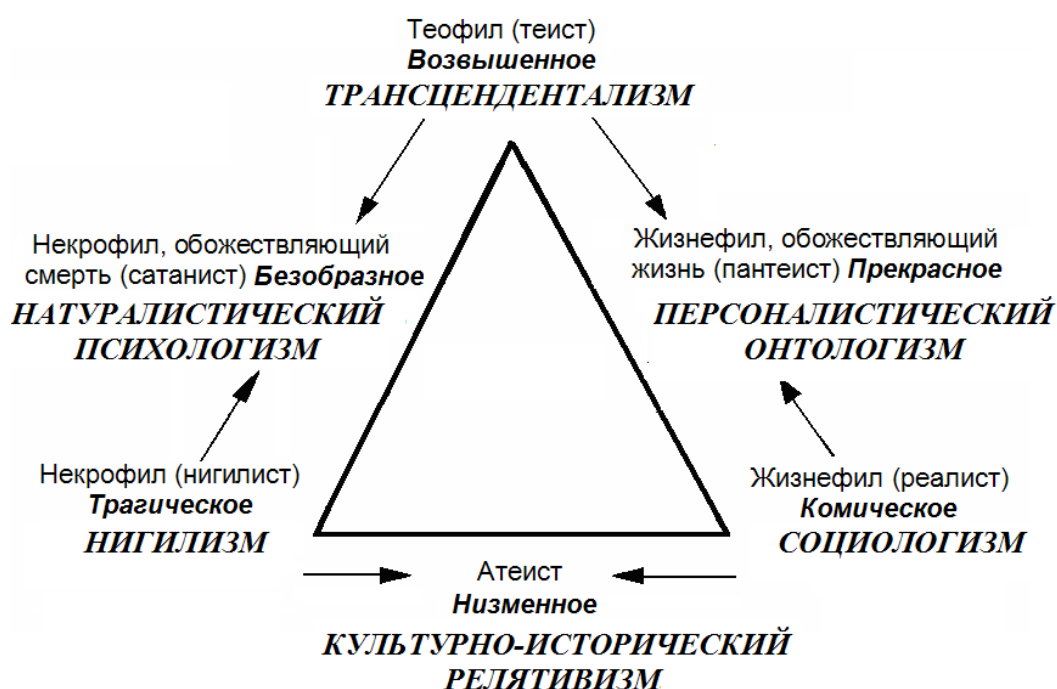 Теофил (теист)
Возвышенное
ТРАНСЦЕНДЕНТАЛИЗМ
Некрофил, обожествляющий
смерть (сатанист) Безобразное
НАТУРАЛИСТИЧЕСКИЙ
ПСИХОЛОГИЗМ
Жизнефил, обожествляющий
жизнь (пантеист) Прекрасное
ПЕРСОНАЛИСТИЧЕСКИЙ
ОНТОЛОГИЗМ
Некрофил (нигилист)
Трагическое
НИГИЛИЗМ
Жизнефил (реалист)
Комическое
СОЦИОЛОГИЗМ
Атеист
Низменное
КУЛЬТУРНО-ИСТОРИЧЕСКИЙ
РЕЛЯТИВИЗМ